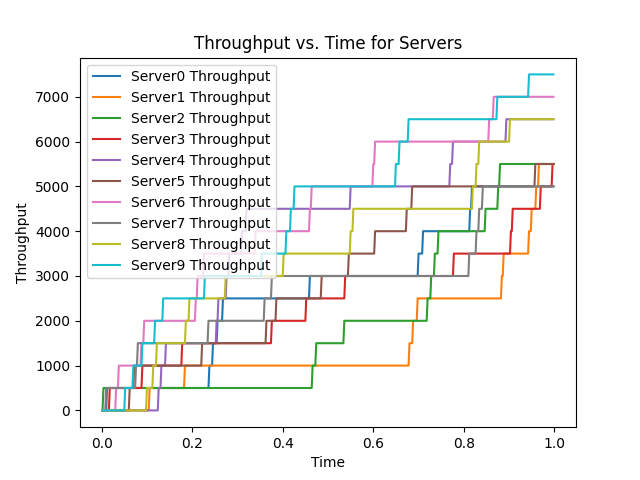 Throughput vs. Time for Servers
Server0 Throughput
Server1 Throughput
Server2 Throughput
Server3 Throughput
Server4 Throughput
Server5 Throughput
Server6 Throughput
Server7 Throughput
Server8 Throughput
Server9 Throughput
7000
6000
5000
4000
3000
2000
1000
0
Throughput
0.0 0.2 0.4 0.6 0.8 1.0
Time